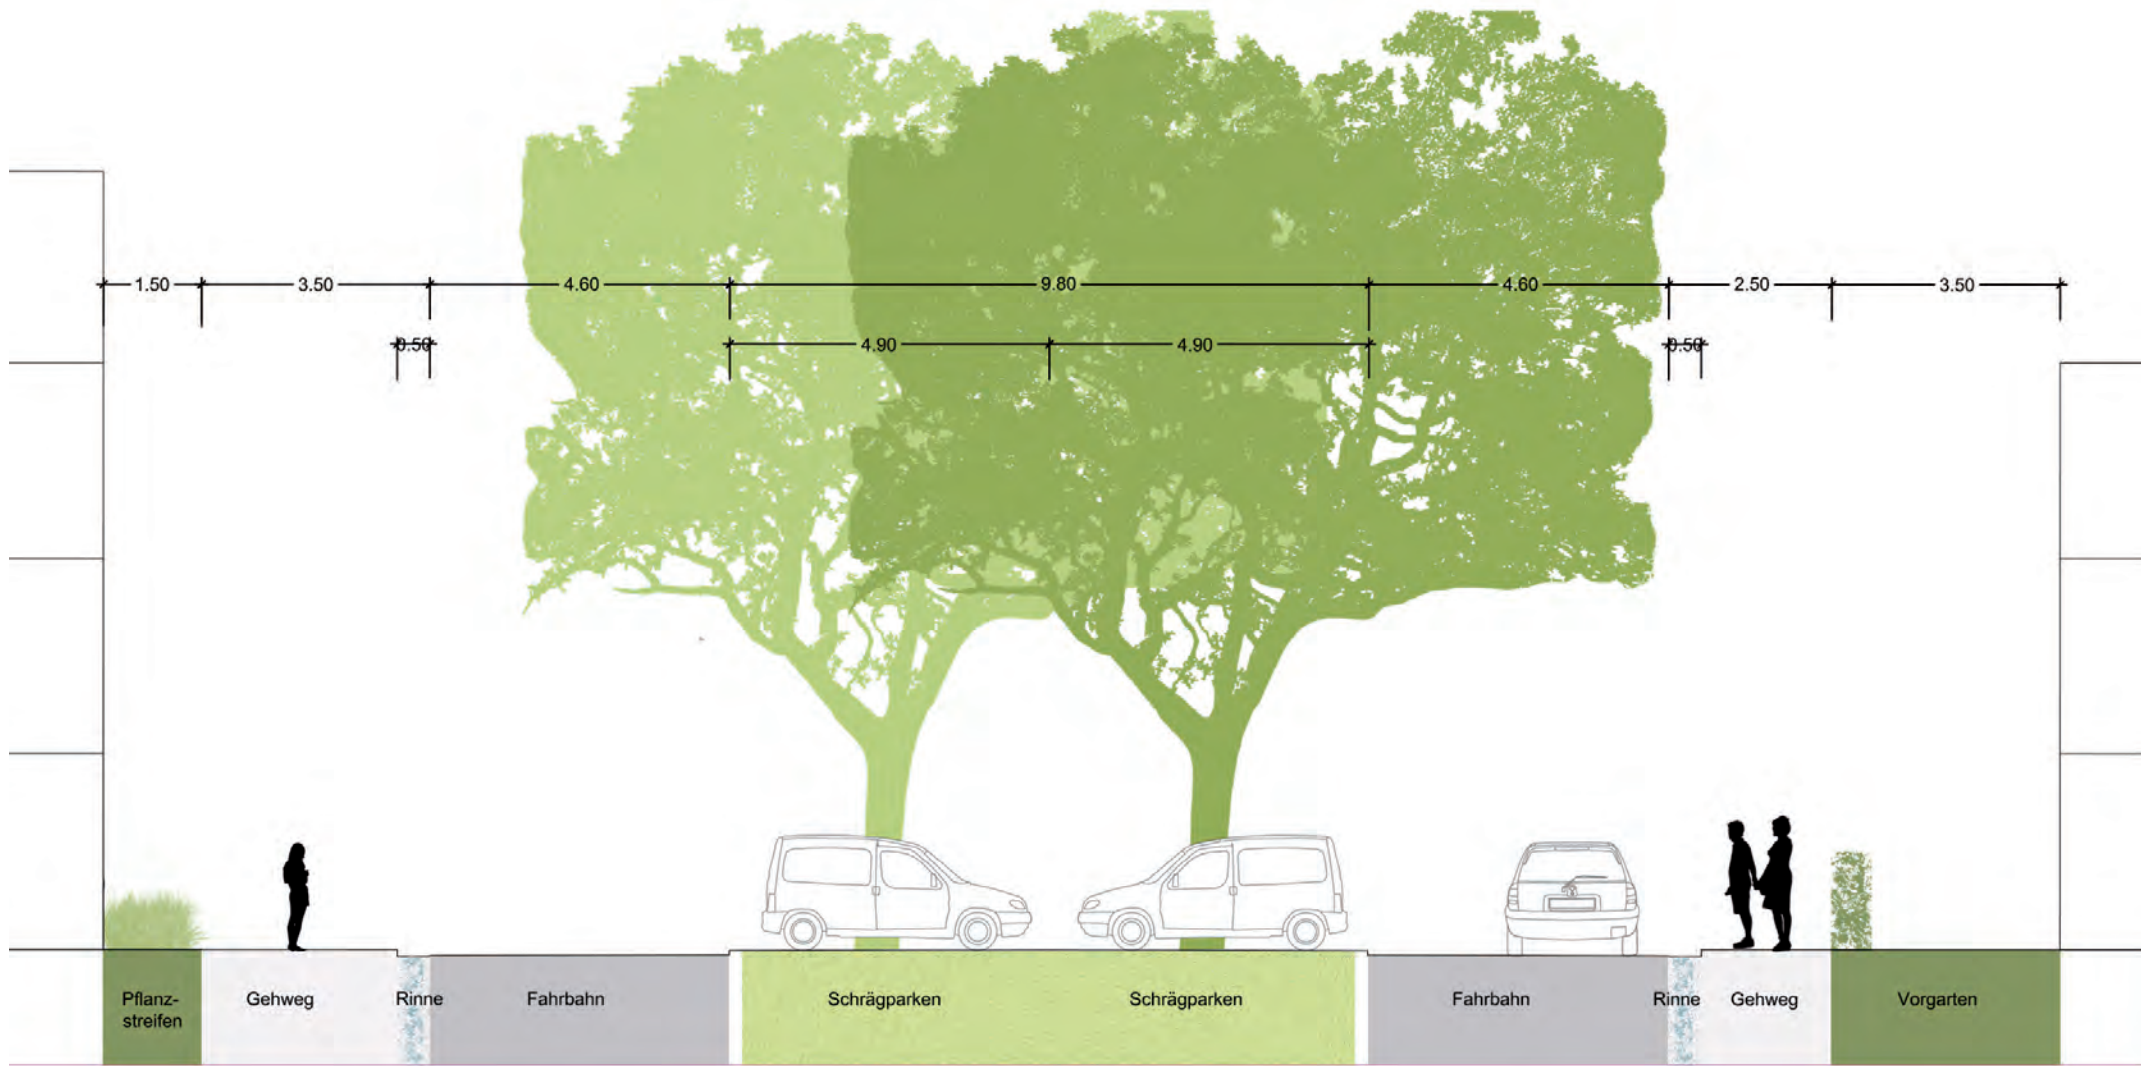 1.50 3.50 4.60 9.80 4.60 2.50 3.50
0.50 4.90 4.90 0.50
Pflanz-
streifen
Gehweg
Rinne
Fahrbahn
Schrägparken
Schrägparken
Fahrbahn
Rinne
Gehweg
Vorgarten